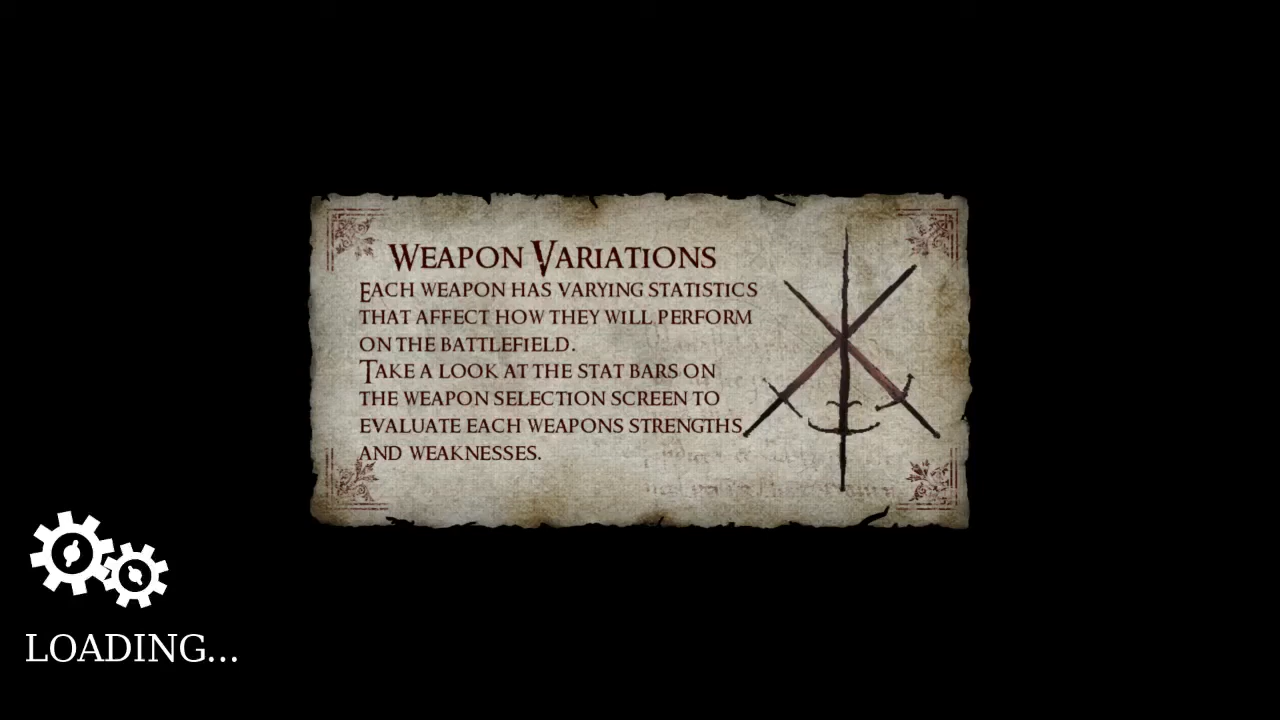 WEAPON VARIATIONS
EACH WEAPON HAS VARYING STATISTICS
THAT AFFECT HOW THEY WILL PERFORM
ON THE BATTLEFIELD.
TAKE A LOOK AT THE STAT BARS ON
THE WEAPON SELECTION SCREEN TO
EVALUATE EACH WEAPONS STRENGTHS
AND WEAKNESSES.
LOADING...